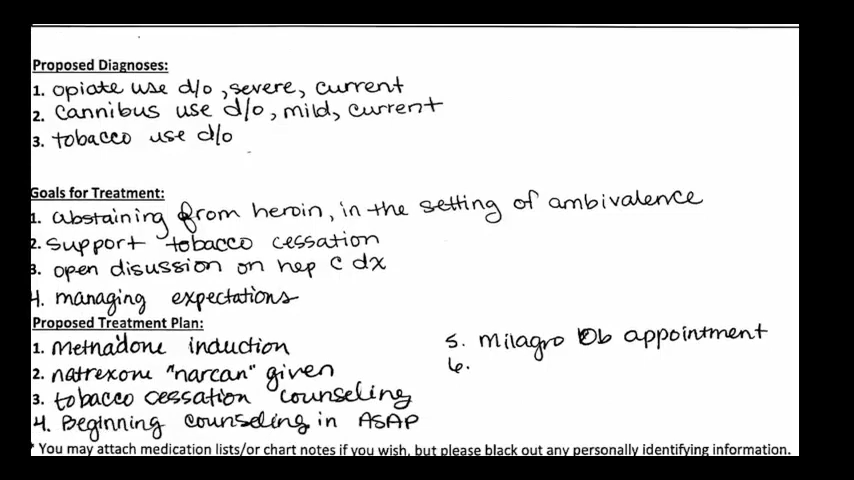 Proposed Diagnoses:
1. opiate use d/o, severe, current
2. cannibus use d/o, mild, current
3. tobacco use d/o
Goals for Treatment:
1. abstaining from heroin, in the setting of ambivalence
2. support tobacco cessation
3. open disussion on hep C dx
4. managing expectations
Proposed Treatment Plan:
1. Methadone induction
2. natrexone "narcan" given
3. tobacco cessation counseling
4. Beginning counseling in ASAP
5. Milagro Ob appointment
6.
* You may attach medication lists/or chart notes if you wish, but please black out any personally identifying information.